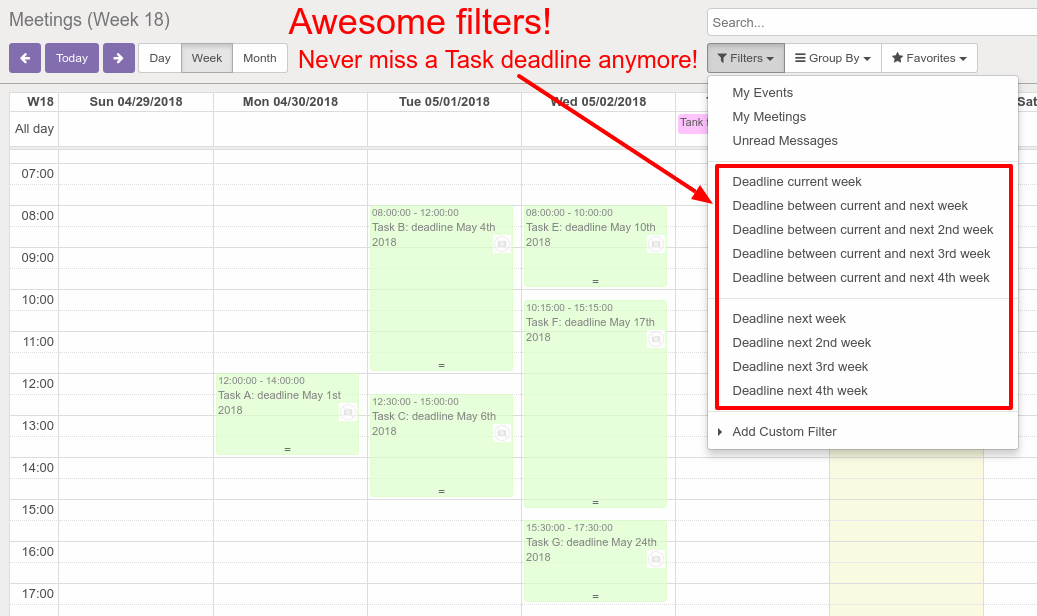 Meetings (Week 18)
Awesome filters!
Search...
Today
Day
Week
Month
Never miss a Task deadline anymore!
Filters
Group By
Favorites
W18
Sun 04/29/2018
Mon 04/30/2018
Tue 05/01/2018
Wed 05/02/2018
Sat
All day
Tank
My Events
My Meetings
Unread Messages
Deadline current week
Deadline between current and next week
Deadline between current and next 2nd week
Deadline between current and next 3rd week
Deadline between current and next 4th week
Deadline next week
Deadline next 2nd week
Deadline next 3rd week
Deadline next 4th week
Add Custom Filter
07:00
08:00
09:00
10:00
11:00
12:00
13:00
14:00
15:00
16:00
17:00
12:00:00 - 14:00:00
Task A: deadline May 1st
2018
=
08:00:00 - 12:00:00
Task B: deadline May 4th
2018
=
12:30:00 - 15:00:00
Task C: deadline May 6th
2018
=
08:00:00 - 10:00:00
Task E: deadline May 10th
2018
=
10:15:00 - 15:15:00
Task F: deadline May 17th
2018
=
15:30:00 - 17:30:00
Task G: deadline May 24th
2018
=